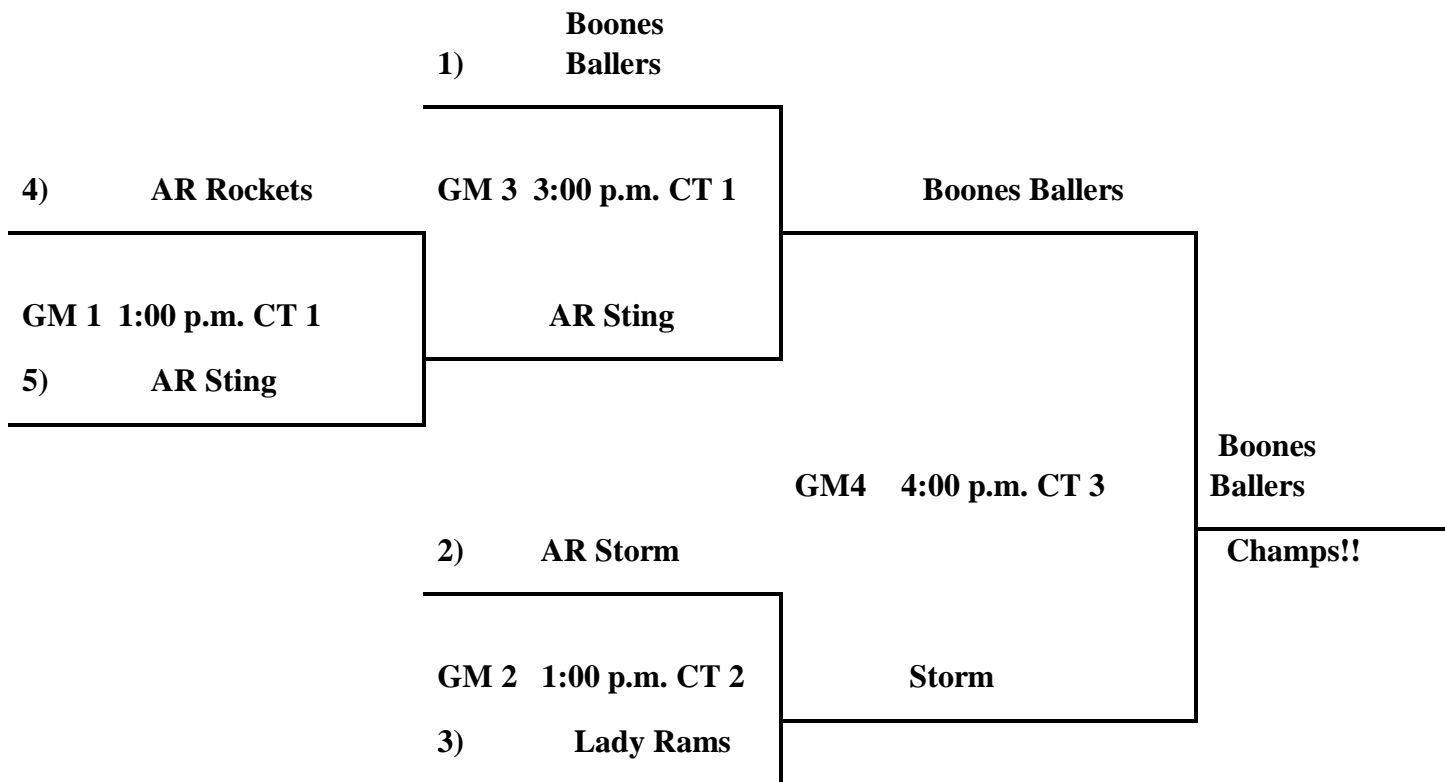 Boones
1) Ballers
4) AR Rockets GM 3 3:00 p.m. CT 1 Boones Ballers
GM 1 1:00 p.m. CT 1 AR Sting
5) AR Sting
Boones
GM4 4:00 p.m. CT 3 Ballers
2) AR Storm Champs!!
GM 2 1:00 p.m. CT 2 Storm
3) Lady Rams